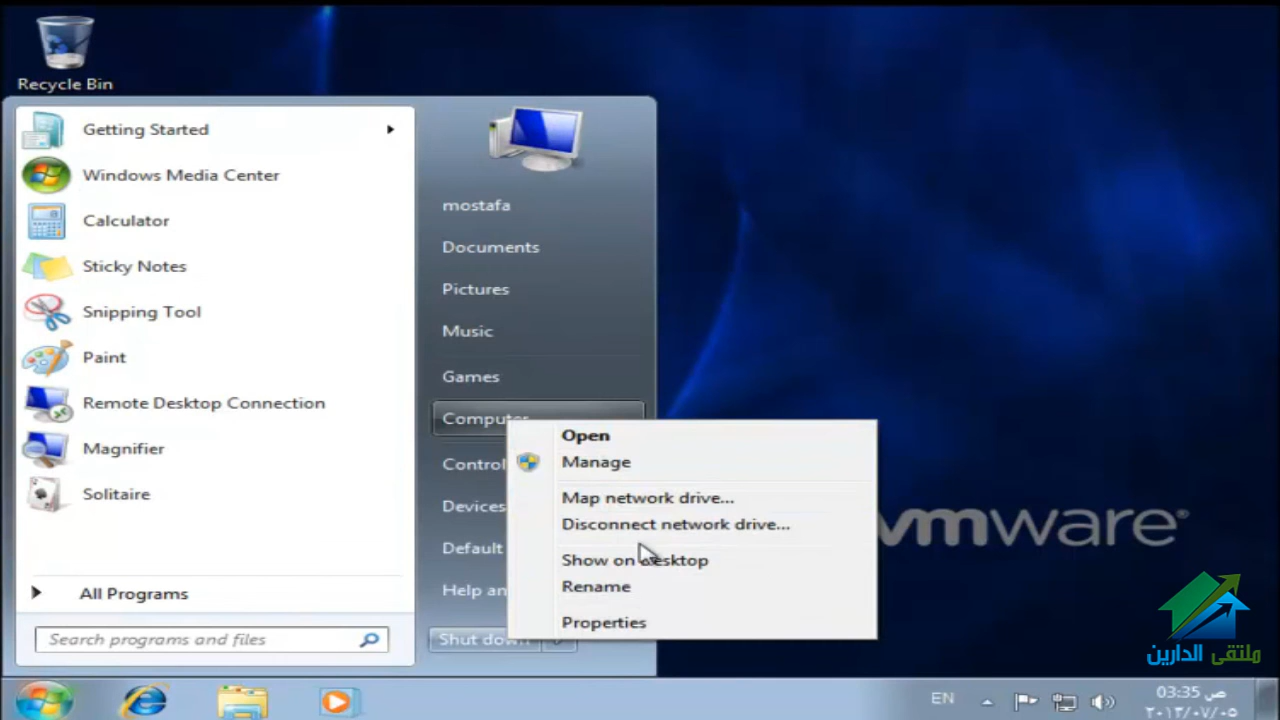 Recycle Bin
Getting Started
Windows Media Center
Calculator
Sticky Notes
Snipping Tool
Paint
Remote Desktop Connection
Magnifier
Solitaire
All Programs
Search programs and files
mostafa
Documents
Pictures
Music
Games
Computer
Control
Devices
Default
Help an
Shut down
Open
Manage
Map network drive...
Disconnect network drive...
Show on desktop
Rename
Properties
vmware®
ملتقى الدارين
EN
03:35 ص
٢٠١٣/٠٧/٠٥